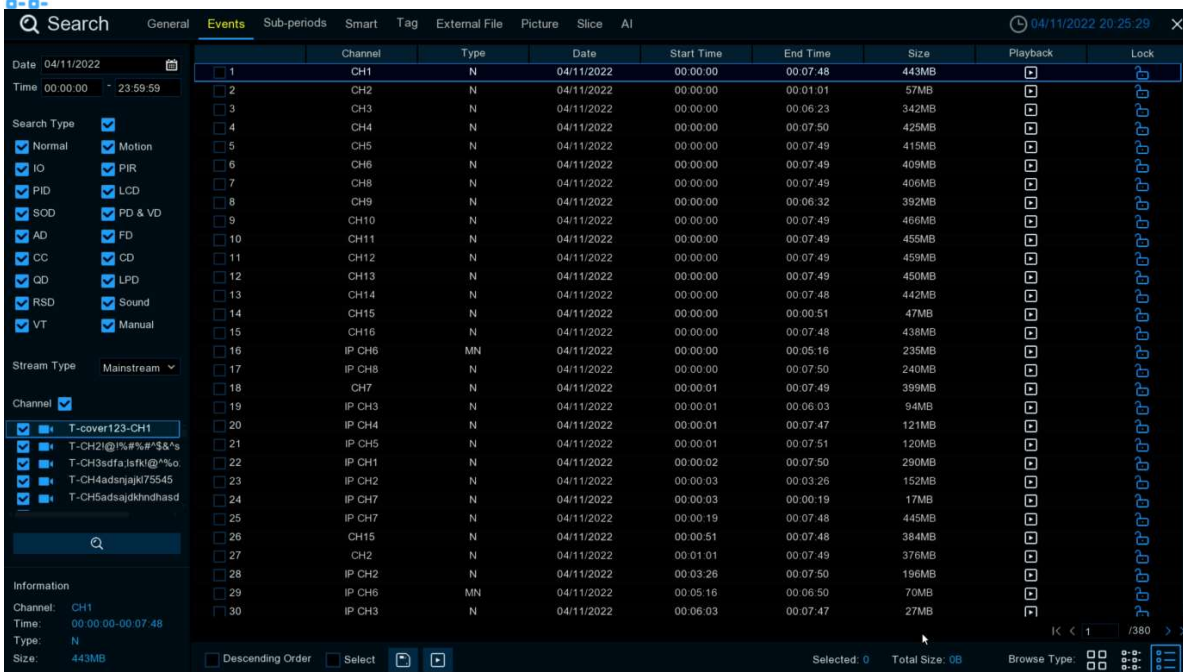 Search General Events Sub-periods Smart Tag External File Picture Slice AI 04/11/2022 20:25:29
Date 04/11/2022
Time 00:00:00 - 23:59:59
Search Type
Normal Motion
IO PIR
PID LCD
SOD PD & VD
AD FD
CC CD
QD LPD
RSD Sound
VT Manual
Stream Type Mainstream
Channel
T-cover123-CH1
T-CH2!@!%#%#^$&^s
T-CH3sdfa;lsfk!@^%o:
T-CH4adsnjajkl75545
T-CH5adsajdkhndhasd
Information
Channel: CH1
Time: 00:00:00-00:07:48
Type: N
Size: 443MB
Channel Type Date Start Time End Time Size Playback Lock
1 CH1 N 04/11/2022 00:00:00 00:07:48 443MB
2 CH2 N 04/11/2022 00:00:00 00:01:01 57MB
3 CH3 N 04/11/2022 00:00:00 00:06:23 342MB
4 CH4 N 04/11/2022 00:00:00 00:07:50 425MB
5 CH5 N 04/11/2022 00:00:00 00:07:49 415MB
6 CH6 N 04/11/2022 00:00:00 00:07:49 409MB
7 CH8 N 04/11/2022 00:00:00 00:07:49 406MB
8 CH9 N 04/11/2022 00:00:00 00:06:32 392MB
9 CH10 N 04/11/2022 00:00:00 00:07:49 466MB
10 CH11 N 04/11/2022 00:00:00 00:07:49 455MB
11 CH12 N 04/11/2022 00:00:00 00:07:49 459MB
12 CH13 N 04/11/2022 00:00:00 00:07:49 450MB
13 CH14 N 04/11/2022 00:00:00 00:07:48 442MB
14 CH15 N 04/11/2022 00:00:00 00:00:51 47MB
15 CH16 N 04/11/2022 00:00:00 00:07:48 438MB
16 IP CH6 MN 04/11/2022 00:00:00 00:05:16 235MB
17 IP CH8 N 04/11/2022 00:00:00 00:07:50 240MB
18 CH7 N 04/11/2022 00:00:01 00:07:49 399MB
19 IP CH3 N 04/11/2022 00:00:01 00:06:03 94MB
20 IP CH4 N 04/11/2022 00:00:01 00:07:47 121MB
21 IP CH5 N 04/11/2022 00:00:01 00:07:51 120MB
22 IP CH1 N 04/11/2022 00:00:02 00:07:50 290MB
23 IP CH2 N 04/11/2022 00:00:03 00:03:26 152MB
24 IP CH7 N 04/11/2022 00:00:03 00:00:19 17MB
25 IP CH7 N 04/11/2022 00:00:19 00:07:48 445MB
26 CH15 N 04/11/2022 00:00:51 00:07:48 384MB
27 CH2 N 04/11/2022 00:01:01 00:07:49 376MB
28 IP CH2 N 04/11/2022 00:03:26 00:07:50 196MB
29 IP CH6 MN 04/11/2022 00:05:16 00:06:50 70MB
30 IP CH3 N 04/11/2022 00:06:03 00:07:47 27MB
1 /380
Descending Order Select Selected: 0 Total Size: 0B Browse Type: